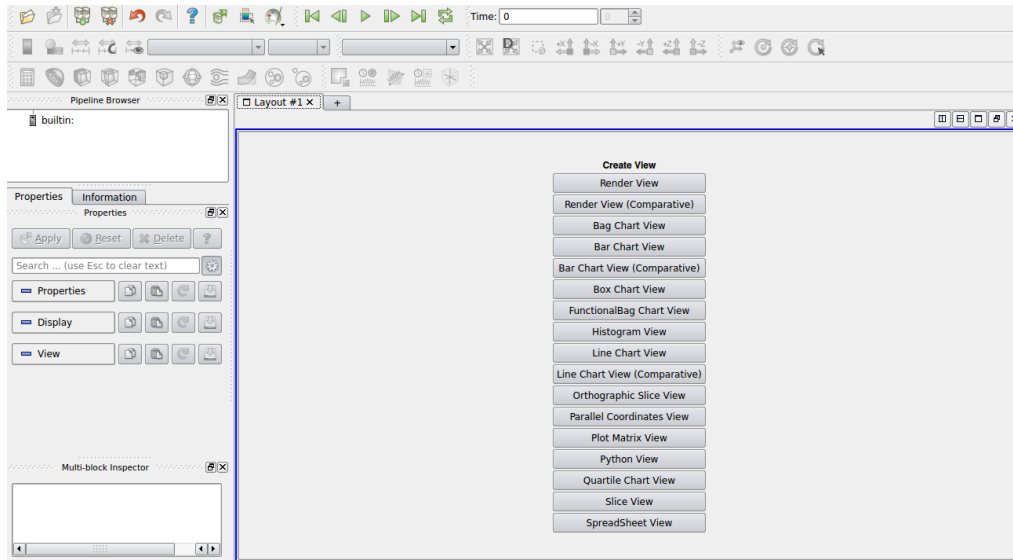 Time: 0
0
Pipeline Browser
Layout #1
+
builtin:
Create View
Render View
Render View (Comparative)
Bag Chart View
Bar Chart View
Bar Chart View (Comparative)
Box Chart View
FunctionalBag Chart View
Histogram View
Line Chart View
Line Chart View (Comparative)
Orthographic Slice View
Parallel Coordinates View
Plot Matrix View
Python View
Quartile Chart View
Slice View
SpreadSheet View
Properties Information
Properties
Apply Reset Delete ?
Search ... (use Esc to clear text)
Properties
Display
View
Multi-block Inspector